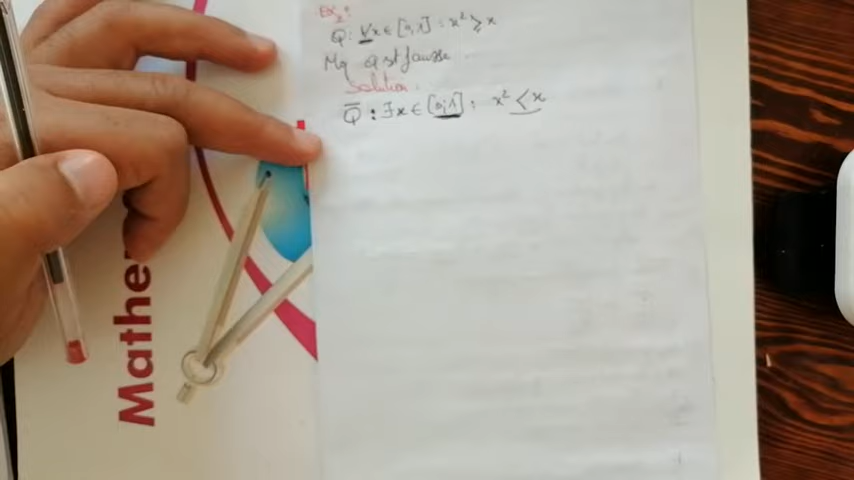 Ex2:
Q: ∀x ∈ [0,1] : x² ≥ x
Mq Q est fausse.
Solution.
Q̅ : ∃x ∈ [0;1] : x² < x
Mathe